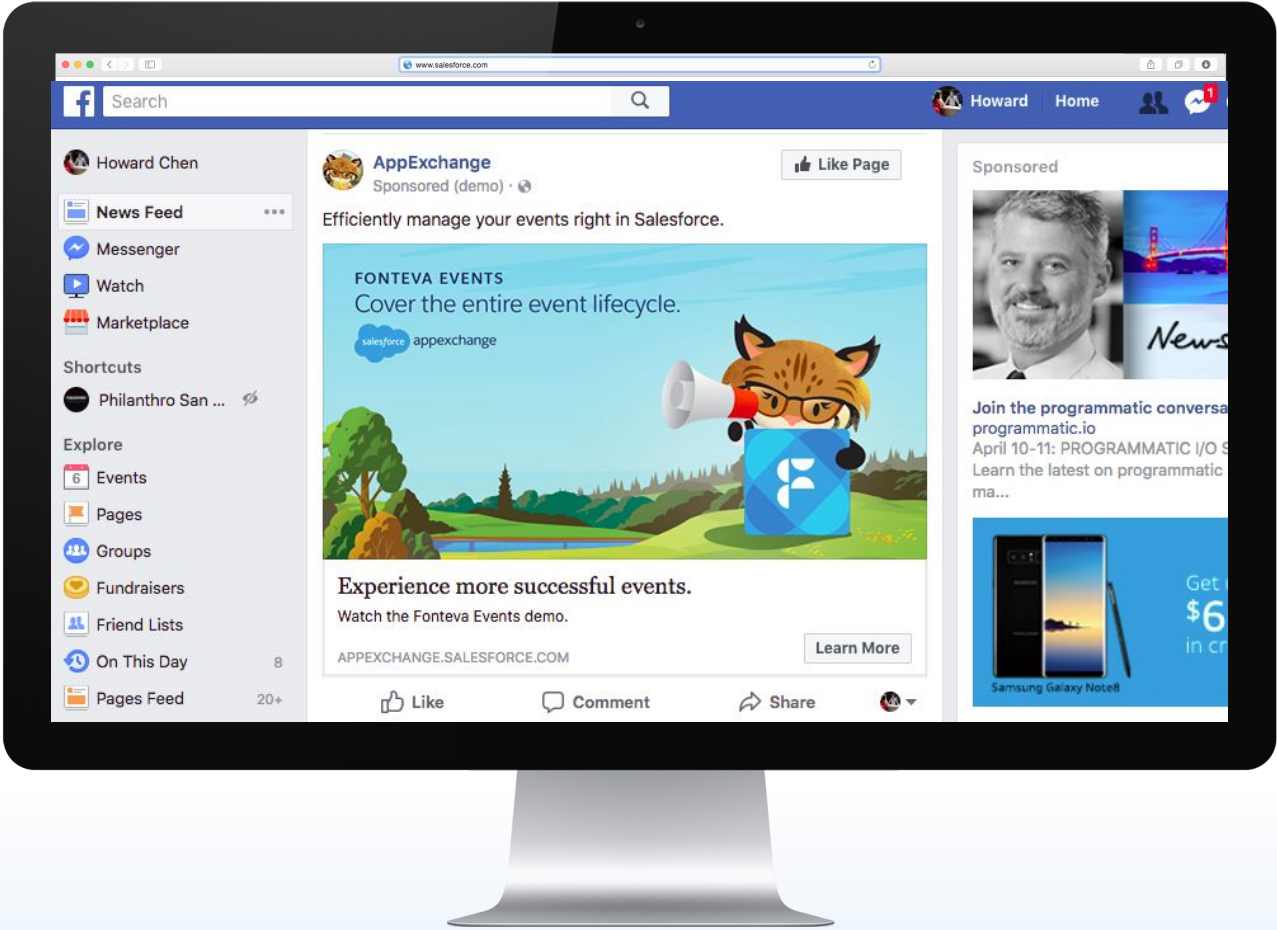 www.salesforce.com
f Search
Howard Home 1
Howard Chen
News Feed
Messenger
Watch
Marketplace
Shortcuts
Philanthro San ...
Explore
6 Events
Pages
Groups
Fundraisers
Friend Lists
On This Day 8
Pages Feed 20+
AppExchange
Sponsored (demo) ·
Like Page
Efficiently manage your events right in Salesforce.
FONTEVA EVENTS
Cover the entire event lifecycle.
salesforce appexchange
F
Experience more successful events.
Watch the Fonteva Events demo.
APPEXCHANGE.SALESFORCE.COM
Learn More
Like Comment Share
Sponsored
News
Join the programmatic conversa
programmatic.io
April 10-11: PROGRAMMATIC I/O S
Learn the latest on programmatic
ma...
SAMSUNG
Get
$6
in cr
Samsung Galaxy Note8